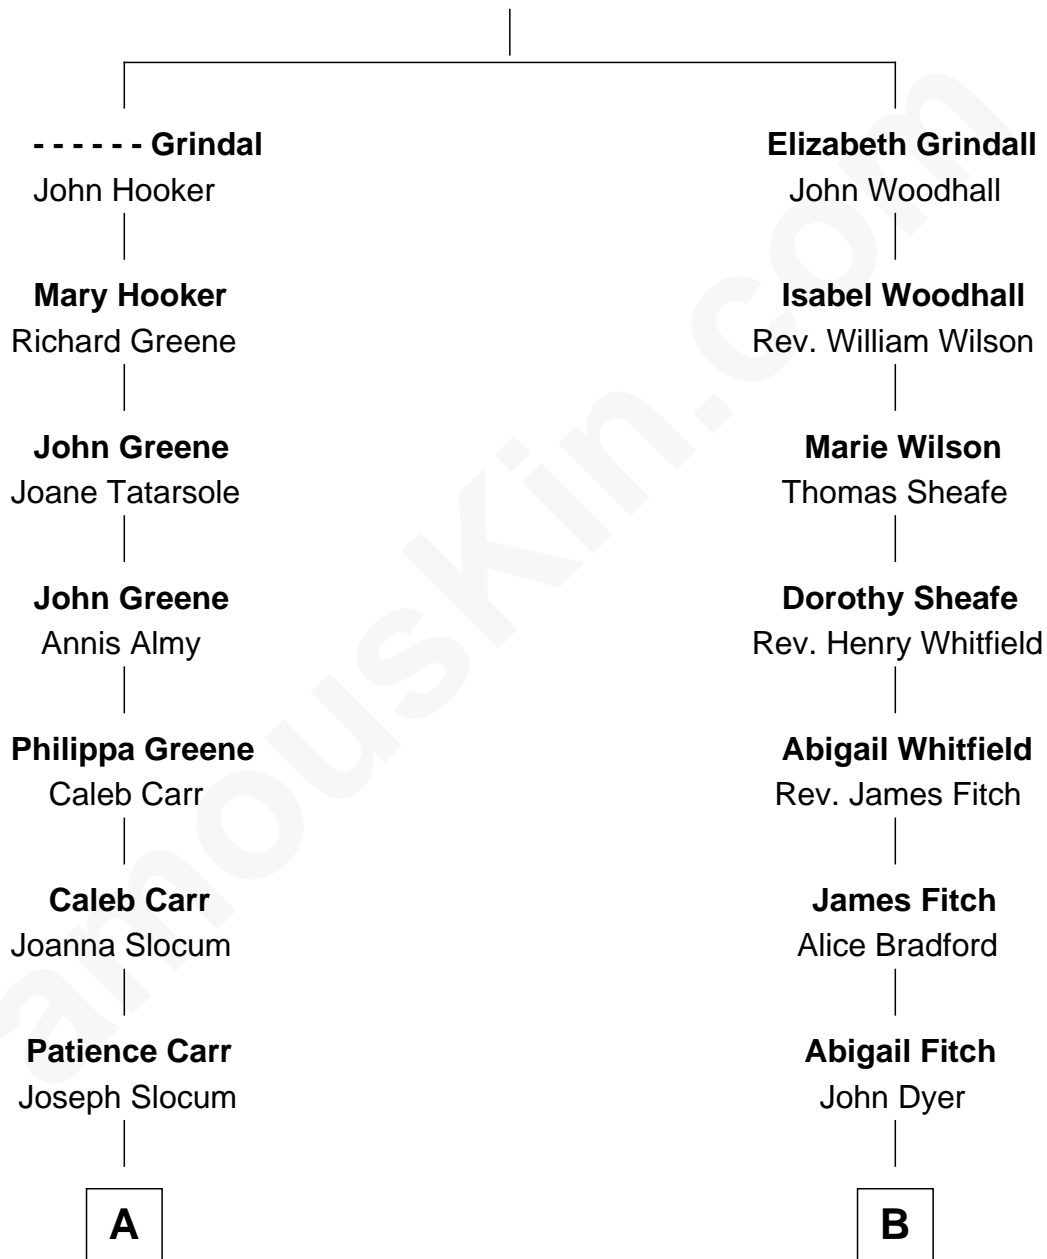 - - - - - - Grindal
John Hooker
Mary Hooker
Richard Greene
John Greene
Joane Tatarsole
John Greene
Annis Almy
Philippa Greene
Caleb Carr
Caleb Carr
Joanna Slocum
Patience Carr
Joseph Slocum
A
Elizabeth Grindall
John Woodhall
Isabel Woodhall
Rev. William Wilson
Marie Wilson
Thomas Sheafe
Dorothy Sheafe
Rev. Henry Whitfield
Abigail Whitfield
Rev. James Fitch
James Fitch
Alice Bradford
Abigail Fitch
John Dyer
B
amousKin.com